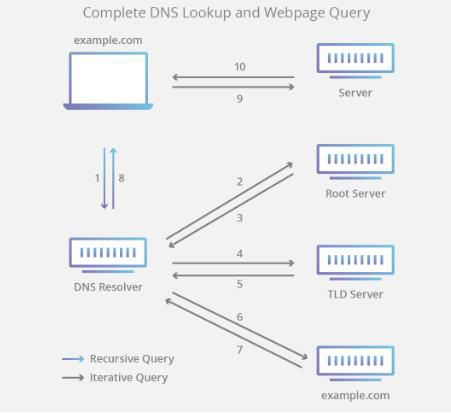 Complete DNS Lookup and Webpage Query
example.com
10
9
Server
1
8
2
3
Root Server
DNS Resolver
4
5
TLD Server
6
7
Recursive Query
Iterative Query
example.com